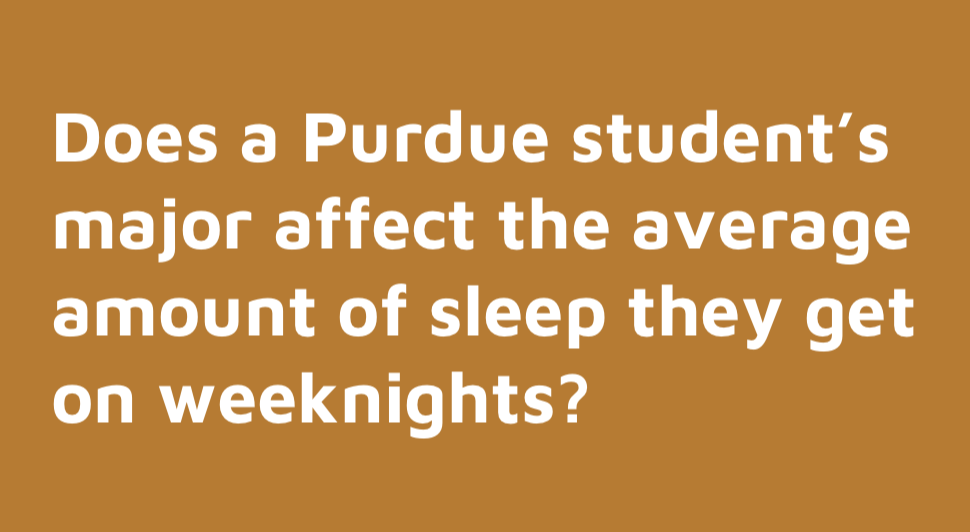 Does a Purdue student’s
major affect the average
amount of sleep they get
on weeknights?